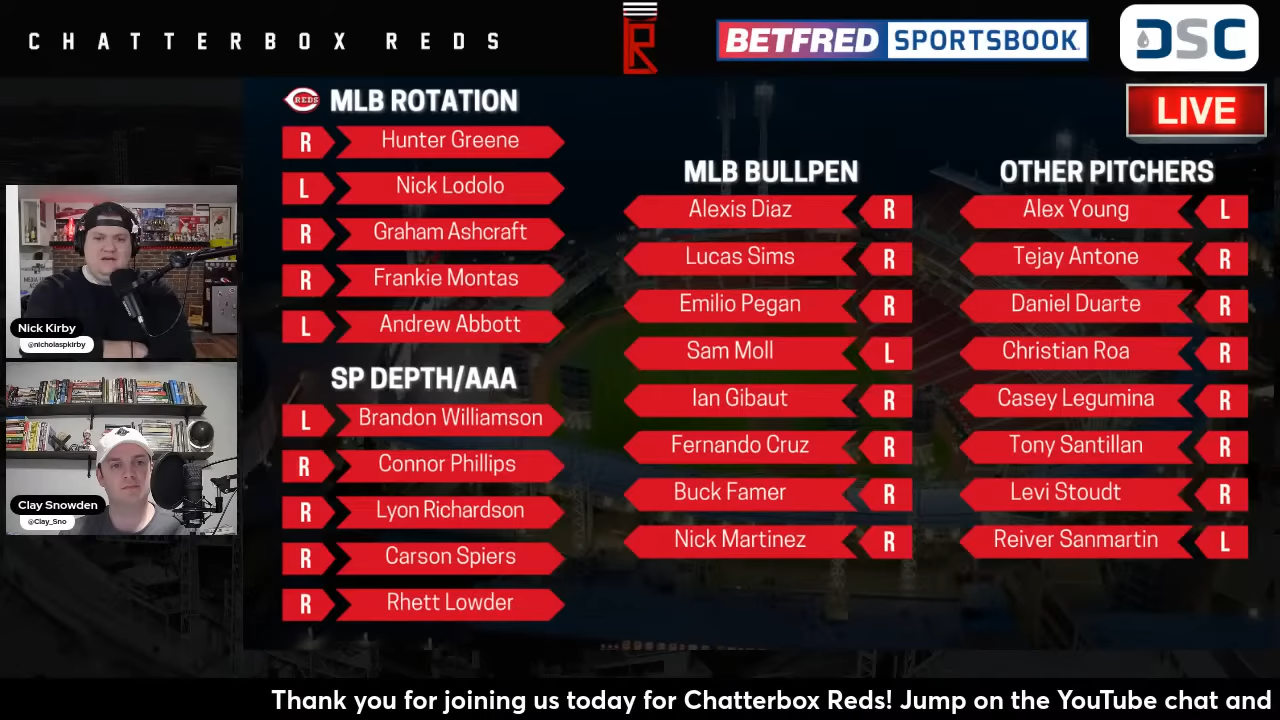 CHATTERBOX REDS
R
BETFRED SPORTSBOOK
DSC
LIVE
REDS MLB ROTATION
R Hunter Greene
L Nick Lodolo
R Graham Ashcraft
R Frankie Montas
L Andrew Abbott
SP DEPTH/AAA
L Brandon Williamson
R Connor Phillips
R Lyon Richardson
R Carson Spiers
R Rhett Lowder
MLB BULLPEN
Alexis Diaz R
Lucas Sims R
Emilio Pegan R
Sam Moll L
Ian Gibaut R
Fernando Cruz R
Buck Famer R
Nick Martinez R
OTHER PITCHERS
Alex Young L
Tejay Antone R
Daniel Duarte R
Christian Roa R
Casey Legumina R
Tony Santillan R
Levi Stoudt R
Reiver Sanmartin L
Nick Kirby
@nicholaspkirby
Clay Snowden
@Clay_Sno
Thank you for joining us today for Chatterbox Reds! Jump on the YouTube chat and